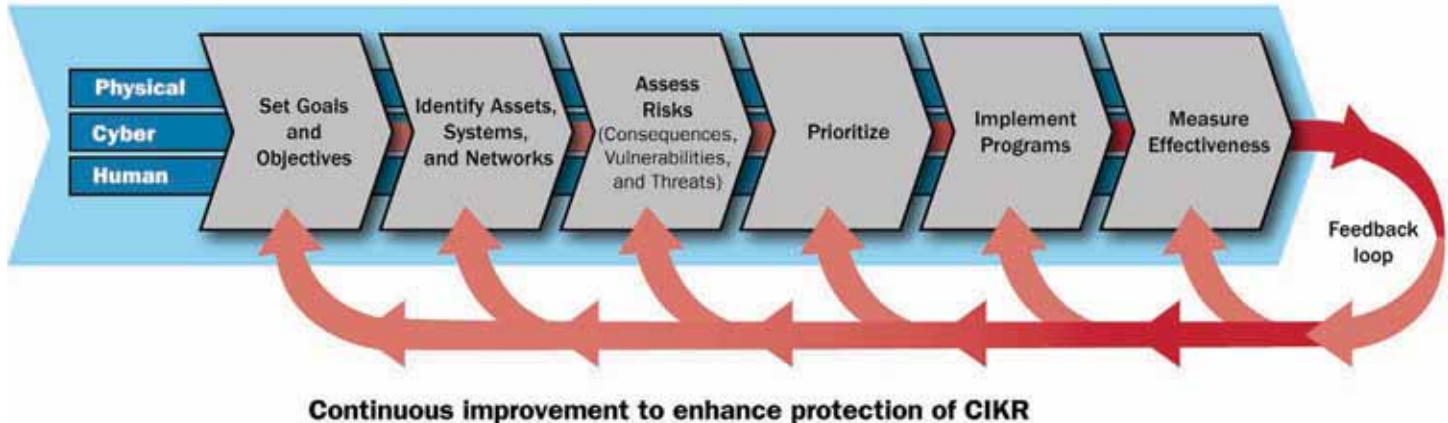 Physical
Cyber
Human
Set Goals
and
Objectives
Identify Assets,
Systems,
and Networks
Assess
Risks
(Consequences,
Vulnerabilities,
and Threats)
Prioritize
Implement
Programs
Measure
Effectiveness
Feedback
loop
Continuous improvement to enhance protection of CIKR